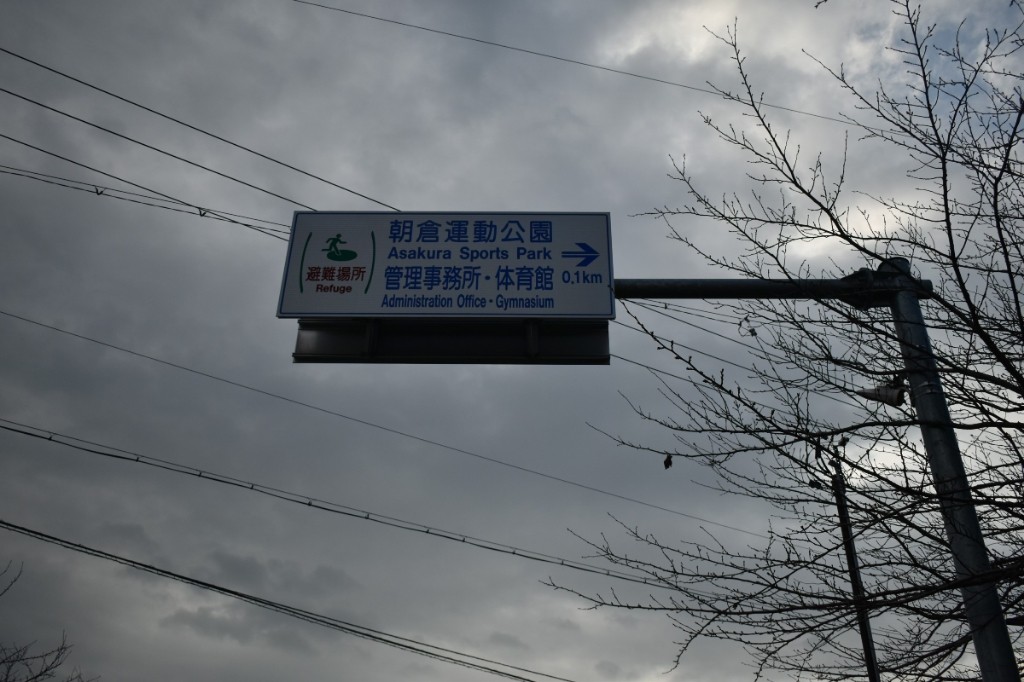 避難場所
Refuge
朝倉運動公園
Asakura Sports Park
管理事務所・体育館
Administration Office・Gymnasium
0.1km